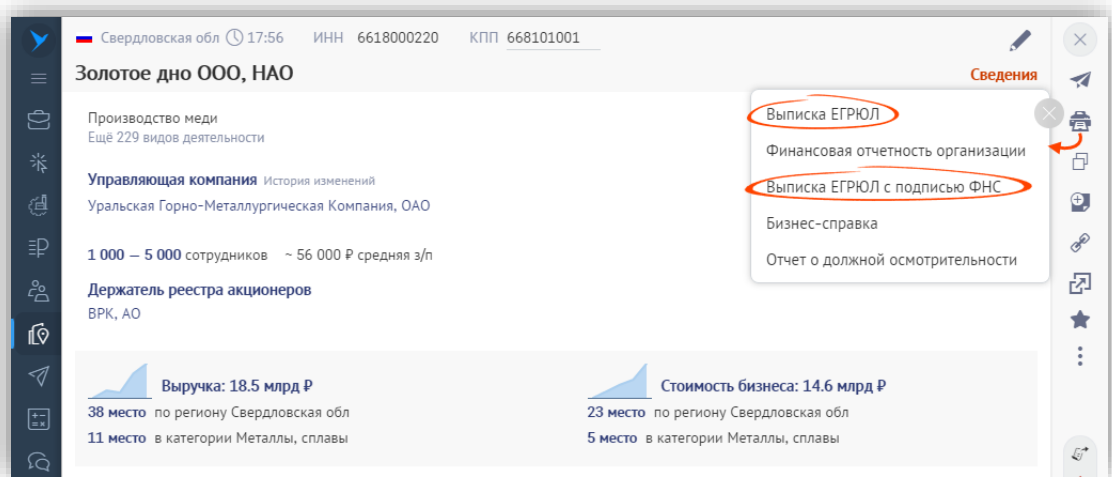 Свердловская обл 17:56 ИНН 6618000220 КПП 668101001
Золотое дно ООО, НАО
Сведения
Производство меди
Ещё 229 видов деятельности
Управляющая компания История изменений
Уральская Горно-Металлургическая Компания, ОАО
1 000 — 5 000 сотрудников ~ 56 000 ₽ средняя з/п
Держатель реестра акционеров
ВРК, АО
Выписка ЕГРЮЛ
Финансовая отчетность организации
Выписка ЕГРЮЛ с подписью ФНС
Бизнес-справка
Отчет о должной осмотрительности
Выручка: 18.5 млрд ₽
38 место по региону Свердловская обл
11 место в категории Металлы, сплавы
Стоимость бизнеса: 14.6 млрд ₽
23 место по региону Свердловская обл
5 место в категории Металлы, сплавы